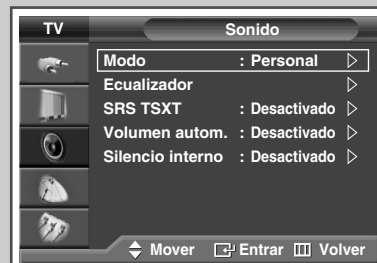 TV Sonido
Modo : Personal
Ecualizador
SRS TSXT : Desactivado
Volumen autom. : Desactivado
Silencio interno : Desactivado
Mover Entrar Volver